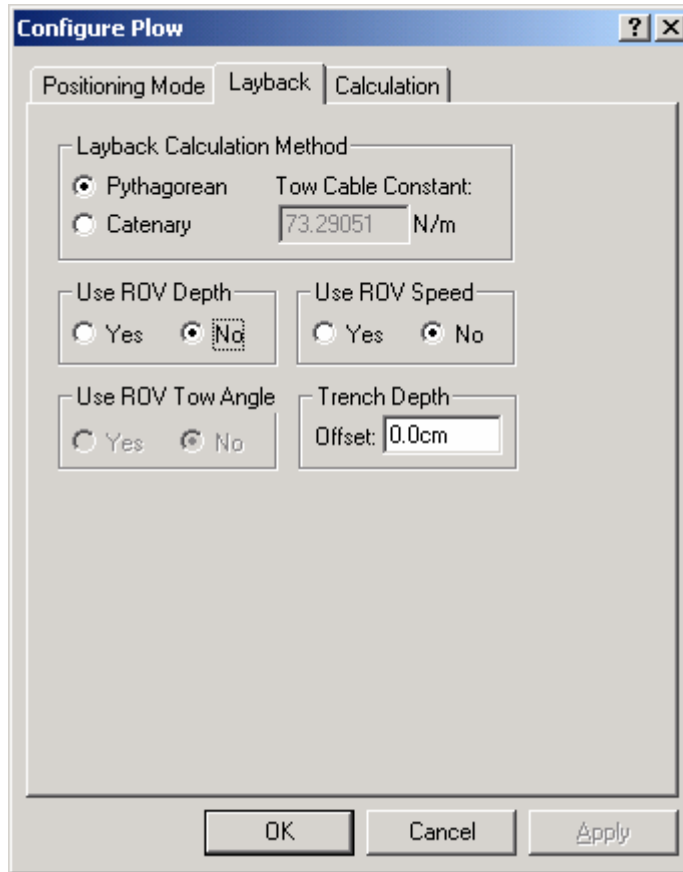 Configure Plow
Positioning Mode Layback Calculation
Layback Calculation Method
Pythagorean Tow Cable Constant:
Catenary 73.29051 N/m
Use ROV Depth Use ROV Speed
Yes No Yes No
Use ROV Tow Angle Trench Depth
Yes No Offset: 0.0cm
OK Cancel Apply